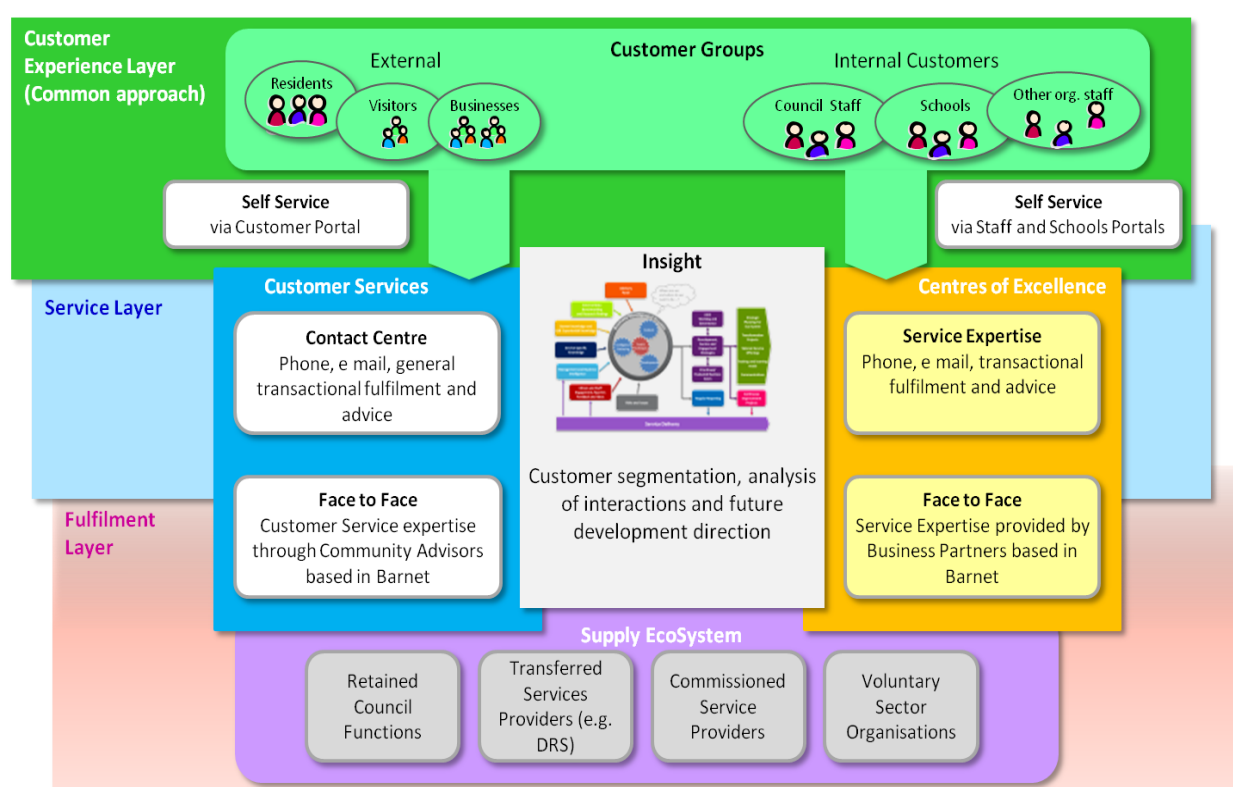 Customer
Experience Layer
(Common approach)
Customer Groups
External
Internal Customers
Residents
Visitors
Businesses
Council Staff
Schools
Other org. staff
Self Service
via Customer Portal
Self Service
via Staff and Schools Portals
Service Layer
Customer Services
Contact Centre
Phone, e mail, general
transactional fulfilment and
advice
Face to Face
Customer Service expertise
through Community Advisors
based in Barnet
Insight
Service Delivery
Customer segmentation, analysis
of interactions and future
development direction
Centres of Excellence
Service Expertise
Phone, e mail, transactional
fulfilment and advice
Face to Face
Service Expertise provided by
Business Partners based in
Barnet
Fulfilment
Layer
Supply EcoSystem
Retained
Council
Functions
Transferred
Services
Providers (e.g.
DRS)
Commissioned
Service
Providers
Voluntary
Sector
Organisations